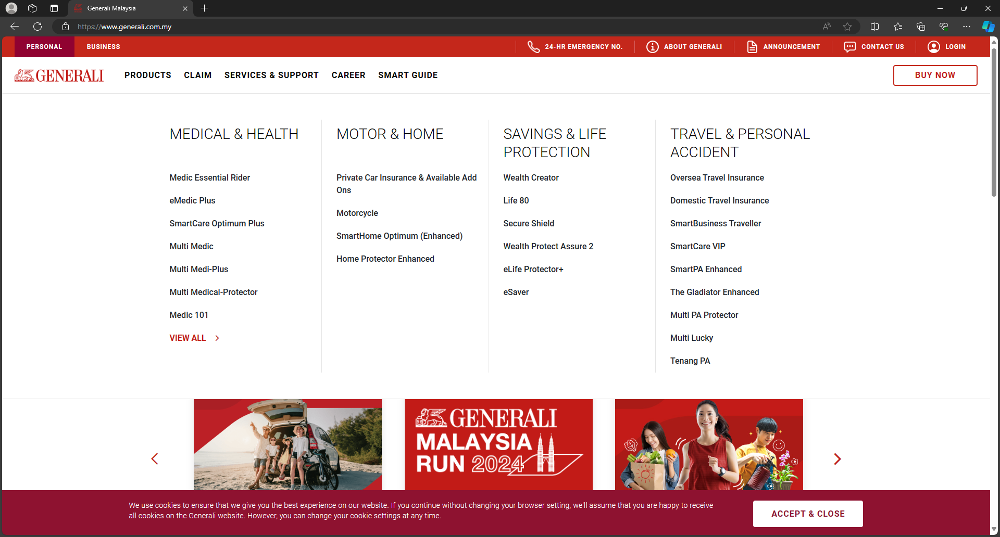 Generali Malaysia
https://www.generali.com.my
PERSONAL
BUSINESS
24-HR EMERGENCY NO.
ABOUT GENERALI
ANNOUNCEMENT
CONTACT US
LOGIN
GENERALI
PRODUCTS
CLAIM
SERVICES & SUPPORT
CAREER
SMART GUIDE
BUY NOW
MEDICAL & HEALTH
Medic Essential Rider
eMedic Plus
SmartCare Optimum Plus
Multi Medic
Multi Medi-Plus
Multi Medical-Protector
Medic 101
VIEW ALL
MOTOR & HOME
Private Car Insurance & Available Add
Ons
Motorcycle
SmartHome Optimum (Enhanced)
Home Protector Enhanced
SAVINGS & LIFE
PROTECTION
Wealth Creator
Life 80
Secure Shield
Wealth Protect Assure 2
eLife Protector+
eSaver
TRAVEL & PERSONAL
ACCIDENT
Oversea Travel Insurance
Domestic Travel Insurance
SmartBusiness Traveller
SmartCare VIP
SmartPA Enhanced
The Gladiator Enhanced
Multi PA Protector
Multi Lucky
Tenang PA
GENERALI
MALAYSIA
RUN 2024
We use cookies to ensure that we give you the best experience on our website. If you continue without changing your browser setting, we'll assume that you are happy to receive
all cookies on the Generali website. However, you can change your cookie settings at any time.
ACCEPT & CLOSE